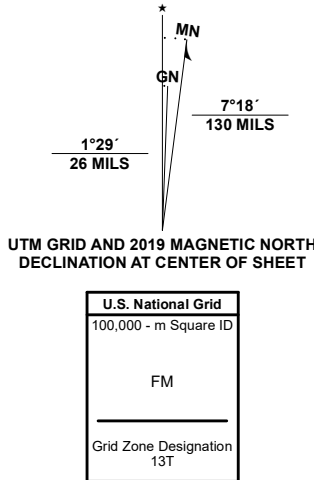 ★
MN
GN
7°18´
130 MILS
1°29´
26 MILS
UTM GRID AND 2019 MAGNETIC NORTH
DECLINATION AT CENTER OF SHEET
U.S. National Grid
100,000 - m Square ID
FM
Grid Zone Designation
13T